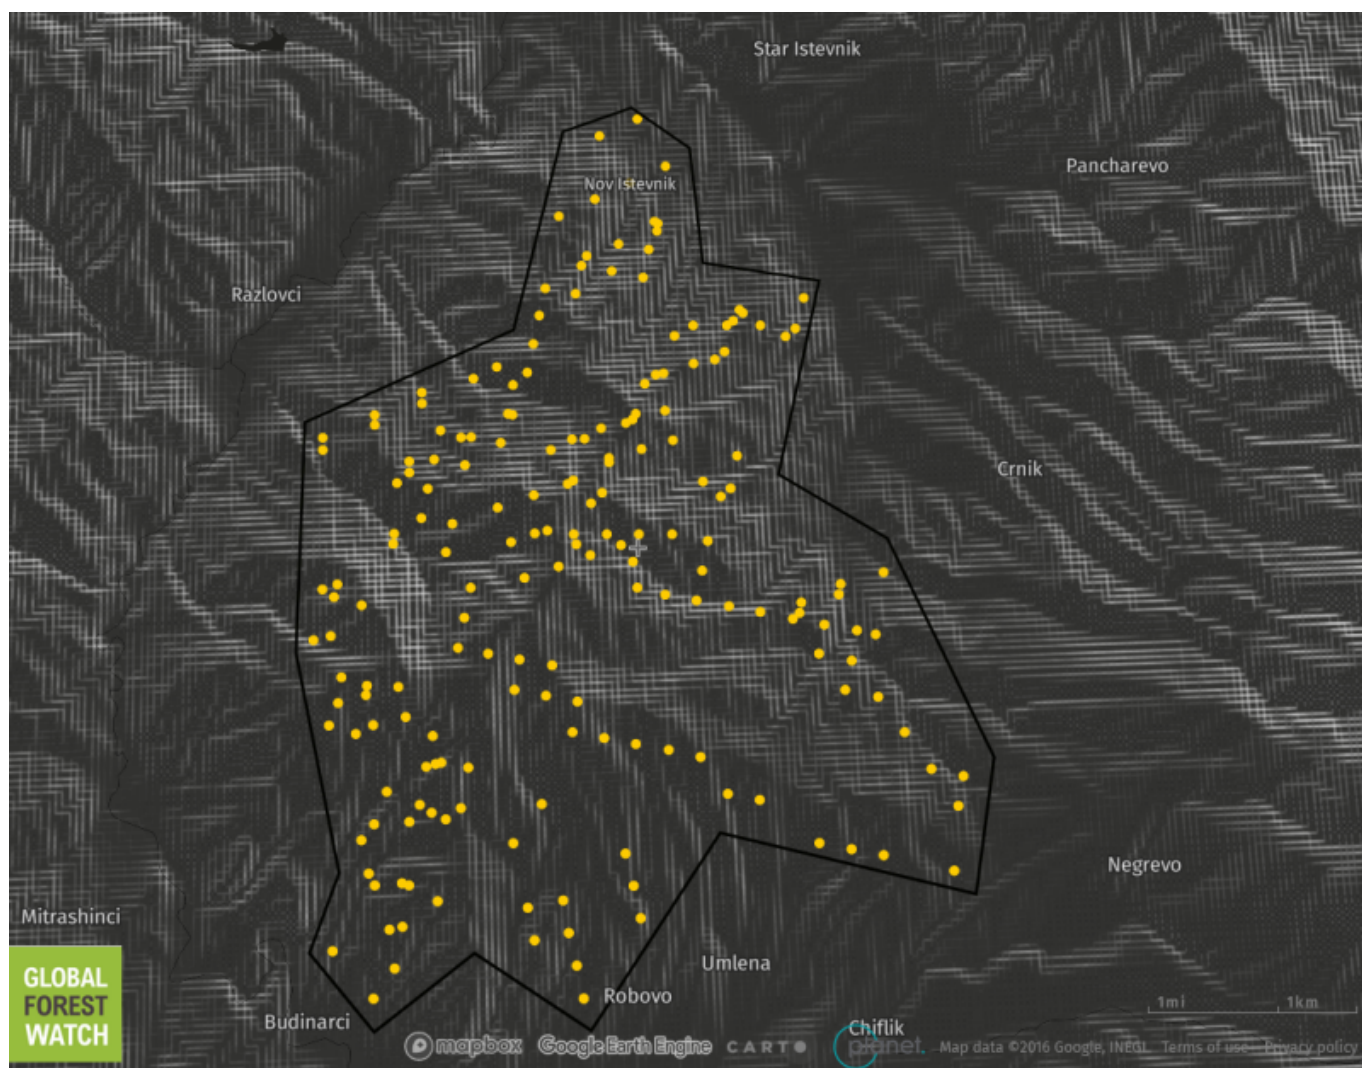 Star Istevnik
Pancharevo
Nov Istevnik
Razlovci
Crnik
Negrevo
Mitrashinci
GLOBAL
FOREST
WATCH
Umlena
Robovo
Budinarci
Chiflik
1mi 1km
mapbox Google Earth Engine CARTO planet. Map data ©2016 Google, INEGI Terms of use Privacy policy